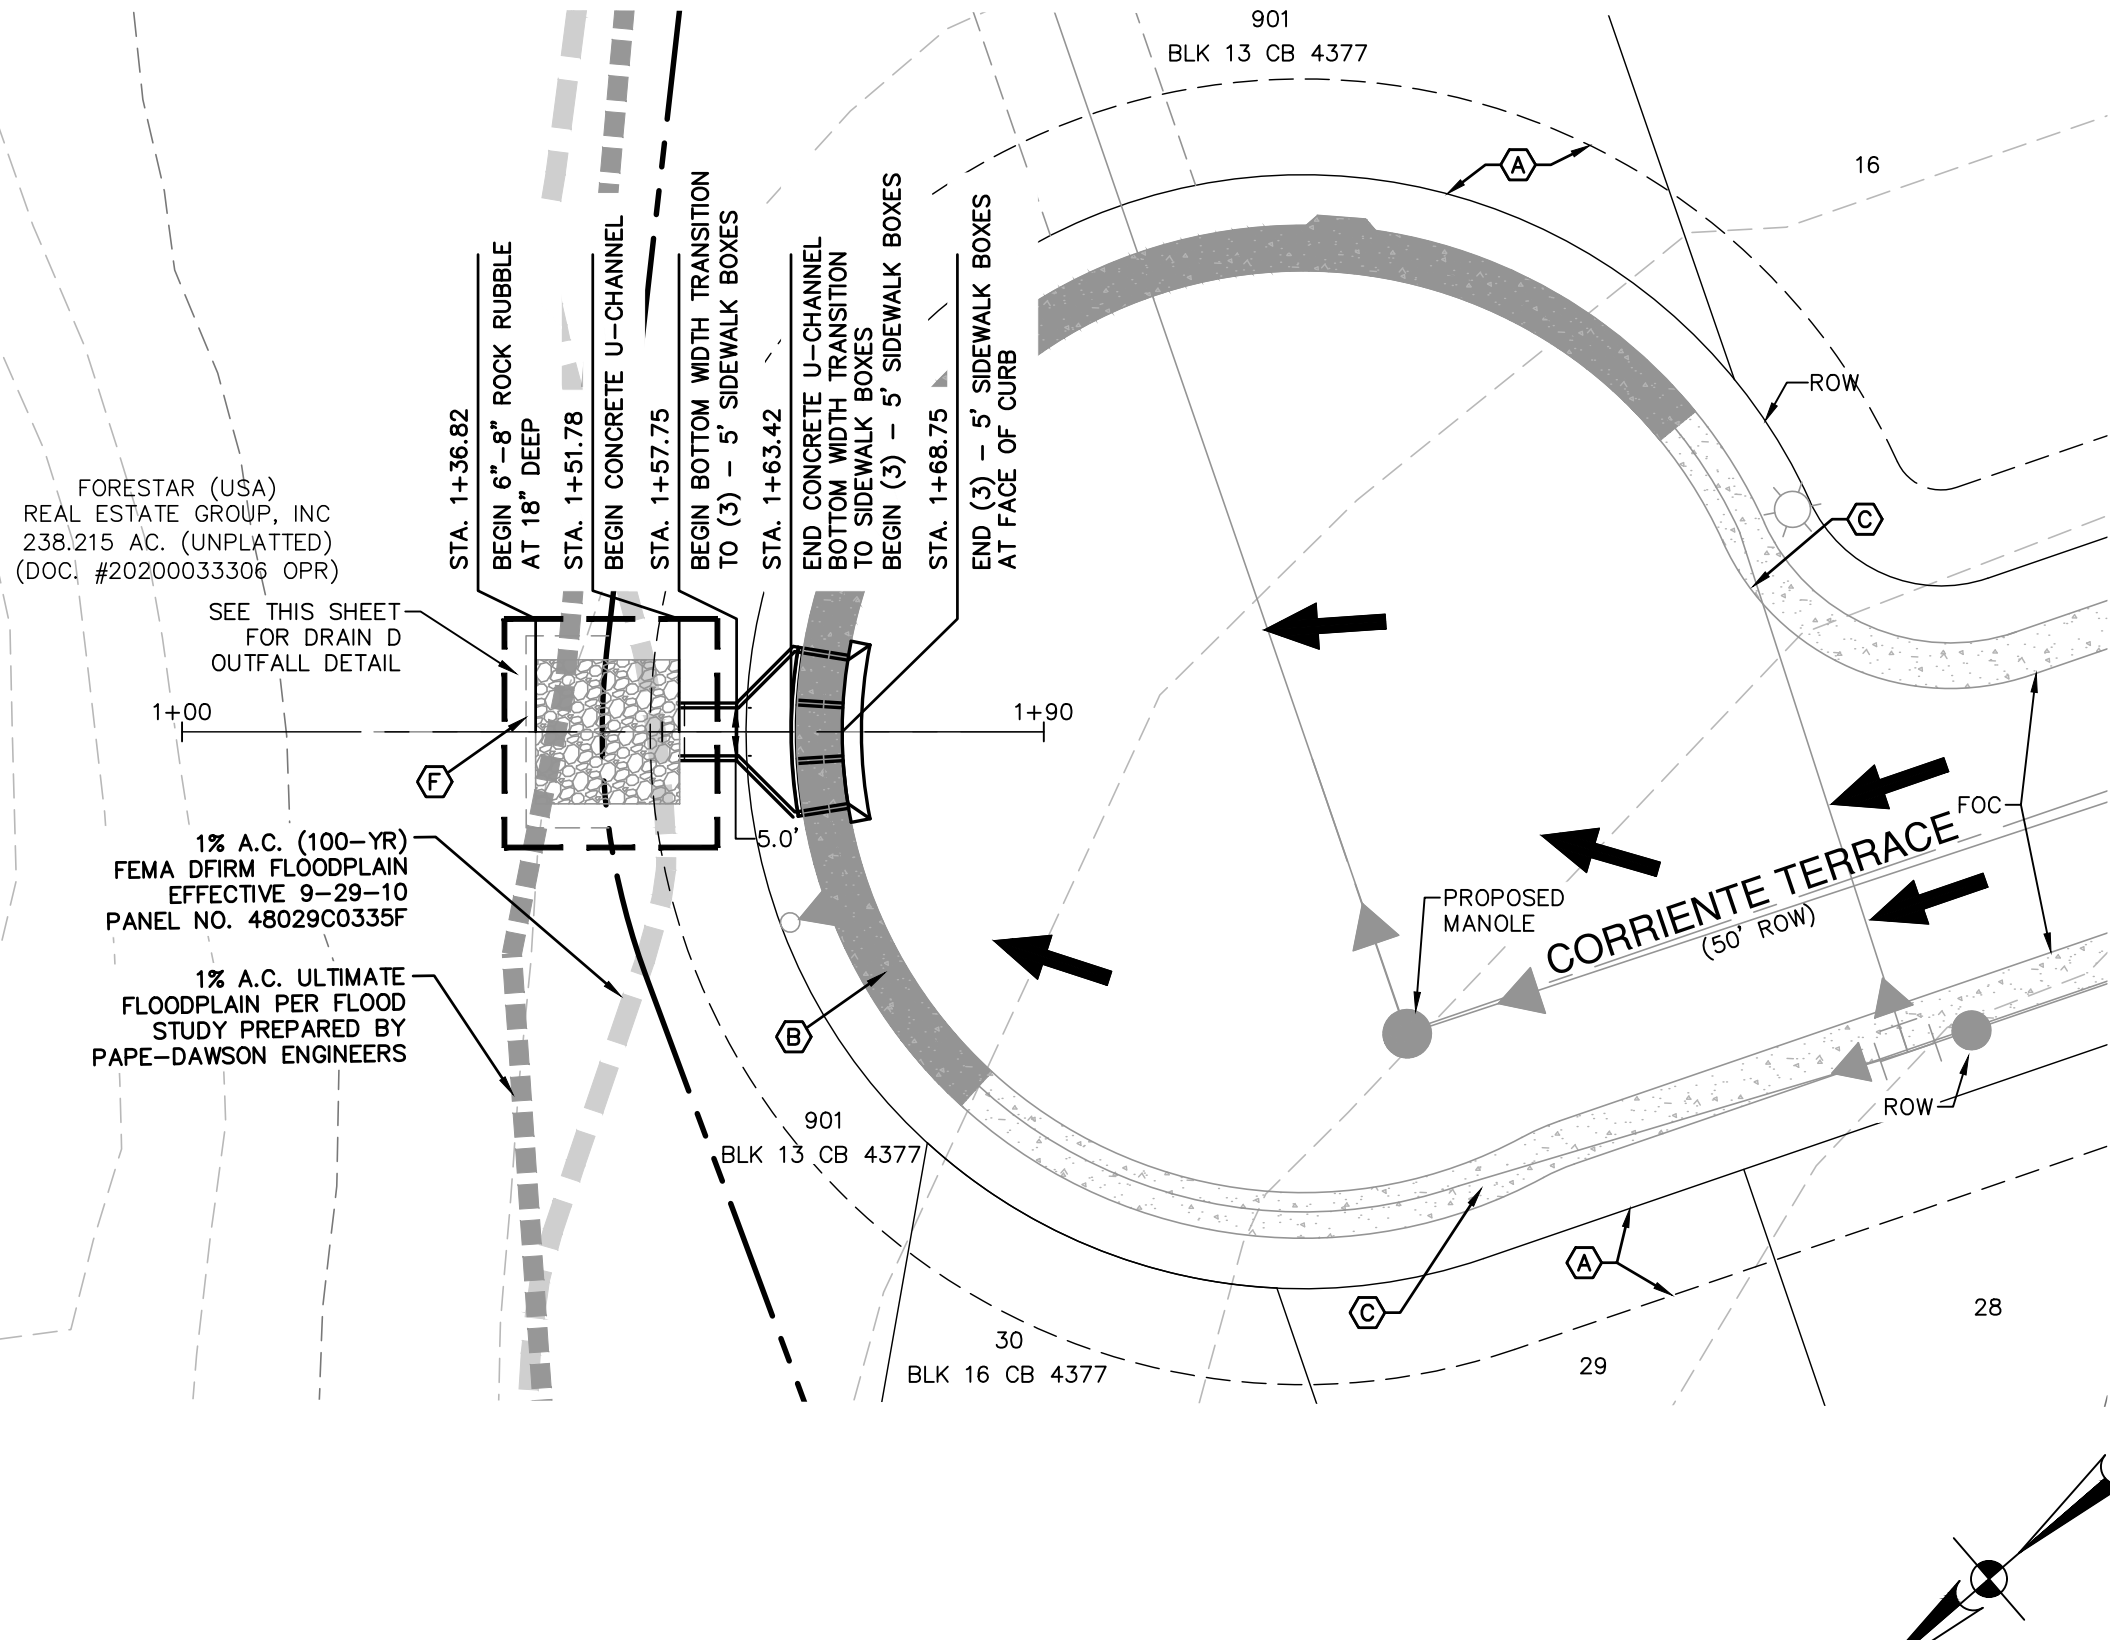 901
BLK 13 CB 4377
A
16
ROW
C
STA. 1+36.82
BEGIN 6"-8" ROCK RUBBLE
AT 18" DEEP
STA. 1+51.78
BEGIN CONCRETE U-CHANNEL
STA. 1+57.75
BEGIN BOTTOM WIDTH TRANSITION
TO (3) - 5' SIDEWALK BOXES
STA. 1+63.42
END CONCRETE U-CHANNEL
BOTTOM WIDTH TRANSITION
TO SIDEWALK BOXES
BEGIN (3) - 5' SIDEWALK BOXES
STA. 1+68.75
END (3) - 5' SIDEWALK BOXES
AT FACE OF CURB
FORESTAR (USA)
REAL ESTATE GROUP, INC
238.215 AC. (UNPLATTED)
(DOC. #20200033306 OPR)
SEE THIS SHEET
FOR DRAIN D
OUTFALL DETAIL
1+00
1+90
F
5.0'
1% A.C. (100-YR)
FEMA DFIRM FLOODPLAIN
EFFECTIVE 9-29-10
PANEL NO. 48029C0335F
1% A.C. ULTIMATE
FLOODPLAIN PER FLOOD
STUDY PREPARED BY
PAPE-DAWSON ENGINEERS
FOC
CORRIENTE TERRACE
(50' ROW)
PROPOSED
MANOLE
B
ROW
901
BLK 13 CB 4377
A
C
30
BLK 16 CB 4377
29
28